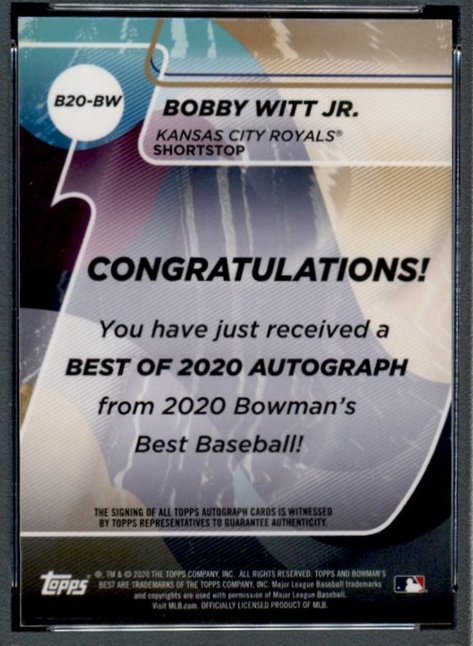 B20-BW
BOBBY WITT JR.
KANSAS CITY ROYALS®
SHORTSTOP
CONGRATULATIONS!
You have just received a
BEST OF 2020 AUTOGRAPH
from 2020 Bowman's
Best Baseball!
THE SIGNING OF ALL TOPPS AUTOGRAPH CARDS IS WITNESSED
BY TOPPS REPRESENTATIVES TO GUARANTEE AUTHENTICITY.
topps ®, TM & © 2020 THE TOPPS COMPANY, INC. ALL RIGHTS RESERVED. TOPPS AND BOWMAN'S
BEST ARE TRADEMARKS OF THE TOPPS COMPANY, INC. Major League Baseball trademarks
and copyrights are used with permission of Major League Baseball.
Visit MLB.com. OFFICIALLY LICENSED PRODUCT OF MLB.